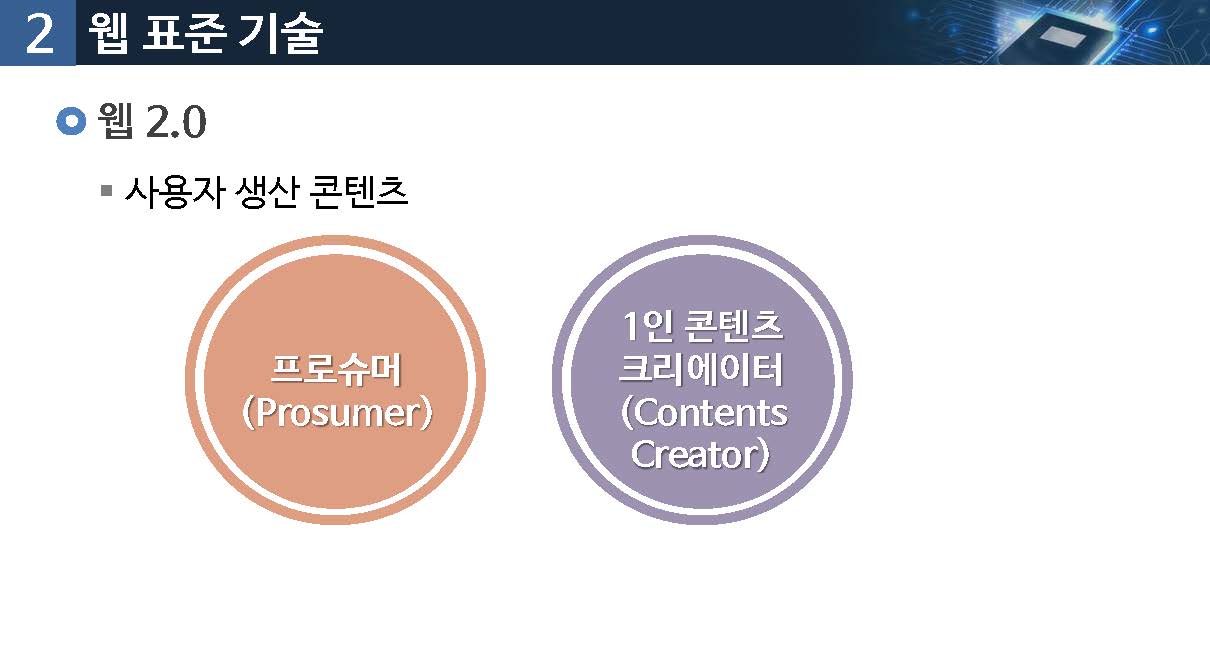 2 웹 표준 기술
웹 2.0
사용자 생산 콘텐츠
프로슈머
(Prosumer)
1인 콘텐츠
크리에이터
(Contents
Creator)